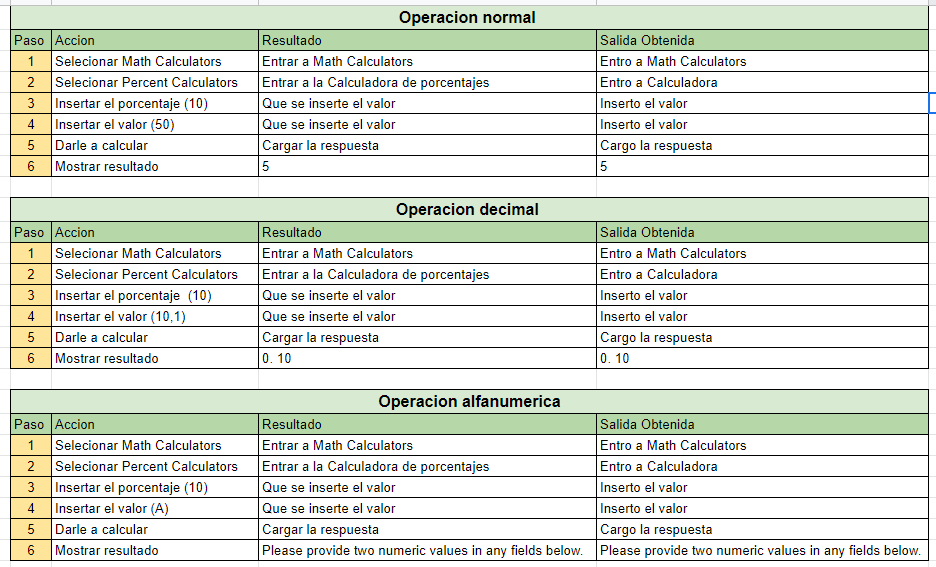 Operacion normal
Paso Accion Resultado Salida Obtenida
1 Selecionar Math Calculators Entrar a Math Calculators Entro a Math Calculators
2 Selecionar Percent Calculators Entrar a la Calculadora de porcentajes Entro a Calculadora
3 Insertar el porcentaje (10) Que se inserte el valor Inserto el valor
4 Insertar el valor (50) Que se inserte el valor Inserto el valor
5 Darle a calcular Cargar la respuesta Cargo la respuesta
6 Mostrar resultado 5 5
Operacion decimal
Paso Accion Resultado Salida Obtenida
1 Selecionar Math Calculators Entrar a Math Calculators Entro a Math Calculators
2 Selecionar Percent Calculators Entrar a la Calculadora de porcentajes Entro a Calculadora
3 Insertar el porcentaje (10) Que se inserte el valor Inserto el valor
4 Insertar el valor (10,1) Que se inserte el valor Inserto el valor
5 Darle a calcular Cargar la respuesta Cargo la respuesta
6 Mostrar resultado 0. 10 0. 10
Operacion alfanumerica
Paso Accion Resultado Salida Obtenida
1 Selecionar Math Calculators Entrar a Math Calculators Entro a Math Calculators
2 Selecionar Percent Calculators Entrar a la Calculadora de porcentajes Entro a Calculadora
3 Insertar el porcentaje (10) Que se inserte el valor Inserto el valor
4 Insertar el valor (A) Que se inserte el valor Inserto el valor
5 Darle a calcular Cargar la respuesta Cargo la respuesta
6 Mostrar resultado Please provide two numeric values in any fields below. Please provide two numeric values in any fields below.